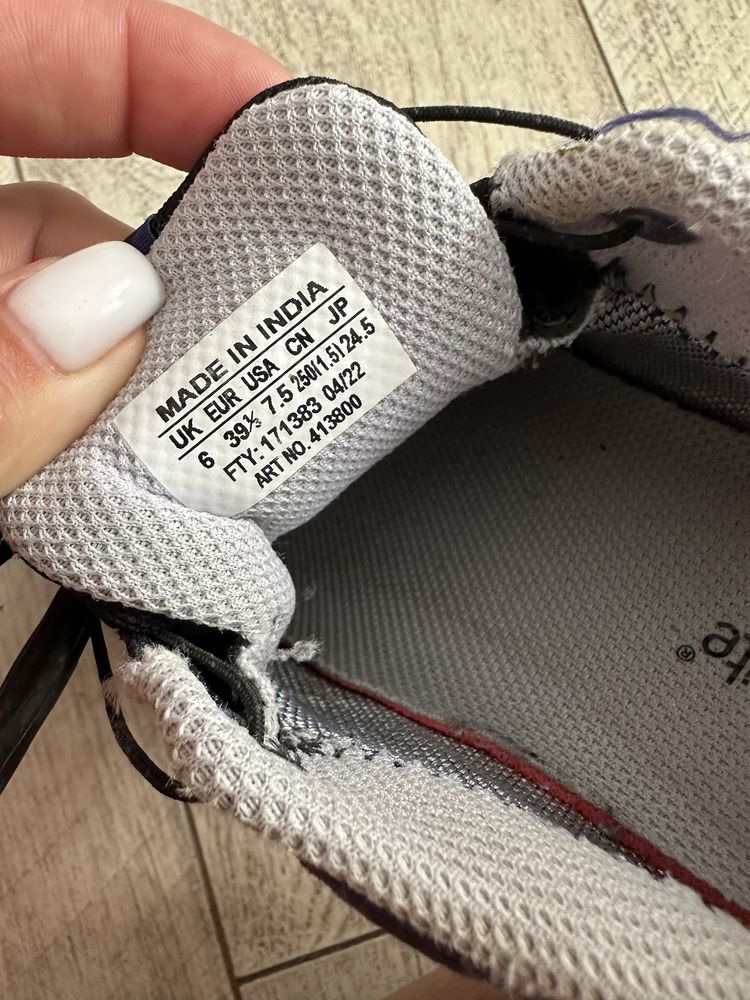 MADE IN INDIA
UK EUR USA CN JP
6 39⅓ 7.5 250(1.5) 24.5
FTY: 171383 04/22
ART NO. 413800
ite®